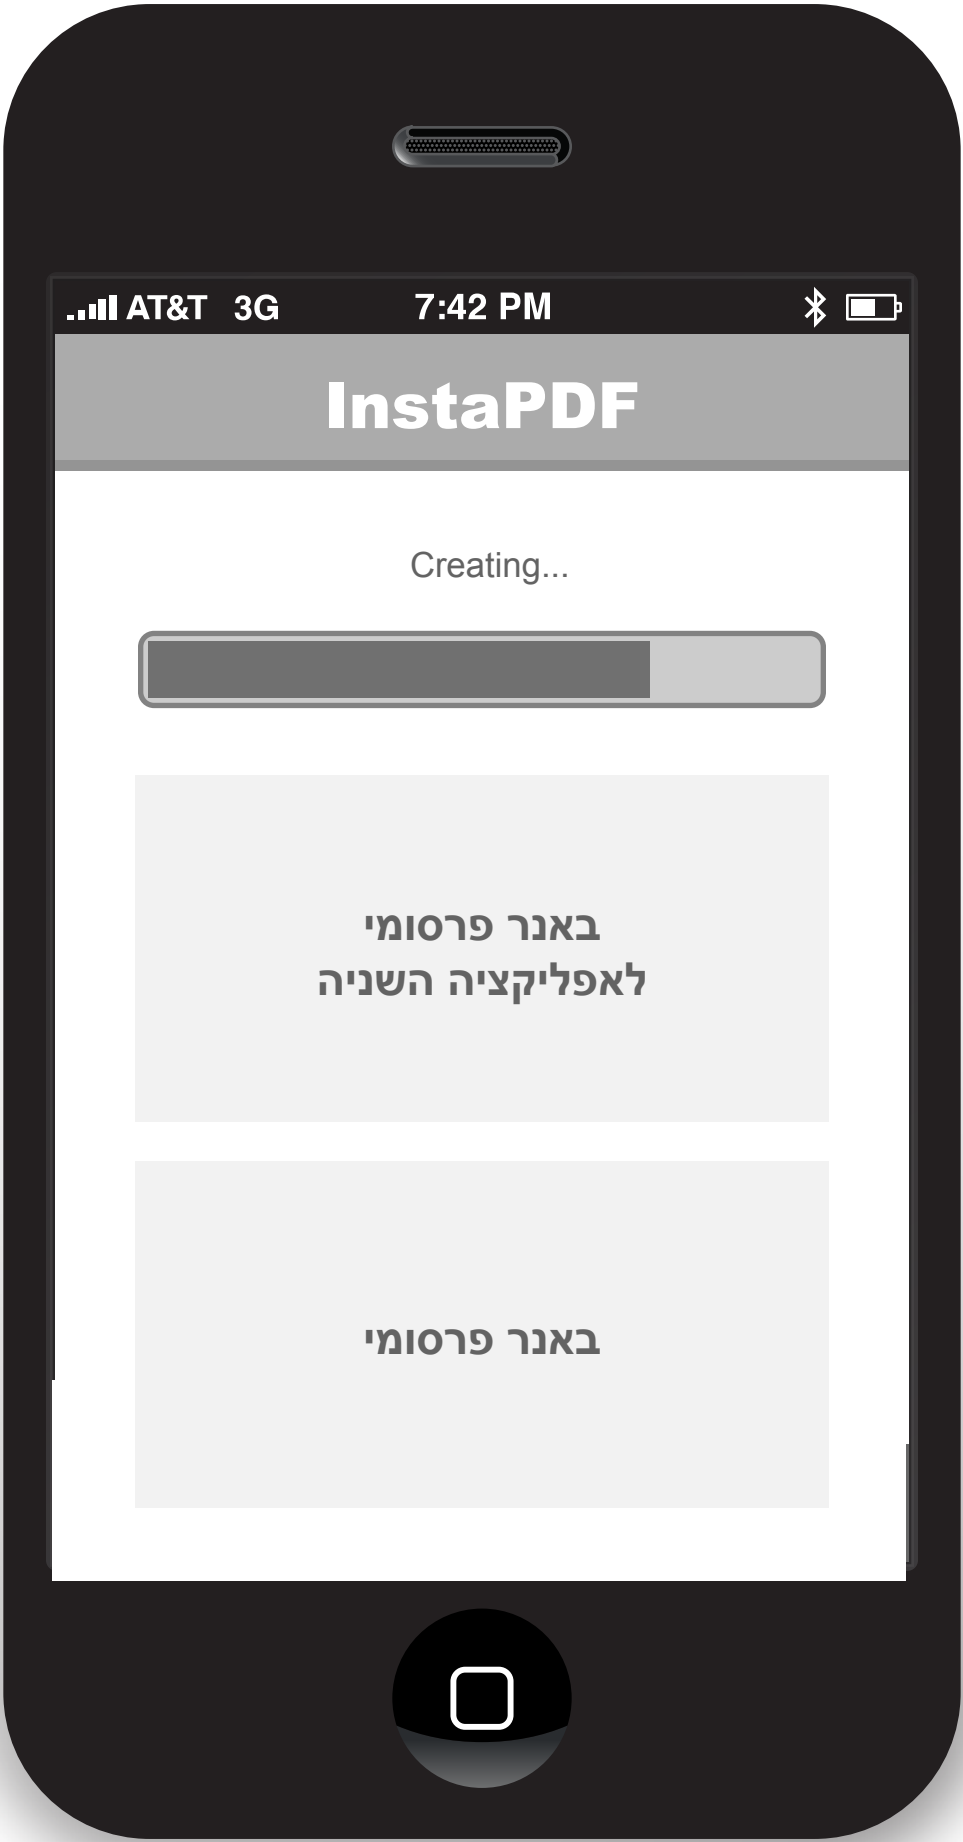 AT&T 3G 7:42 PM
InstaPDF
Creating...
באנר פרסומי
לאפליקציה השניה
באנר פרסומי